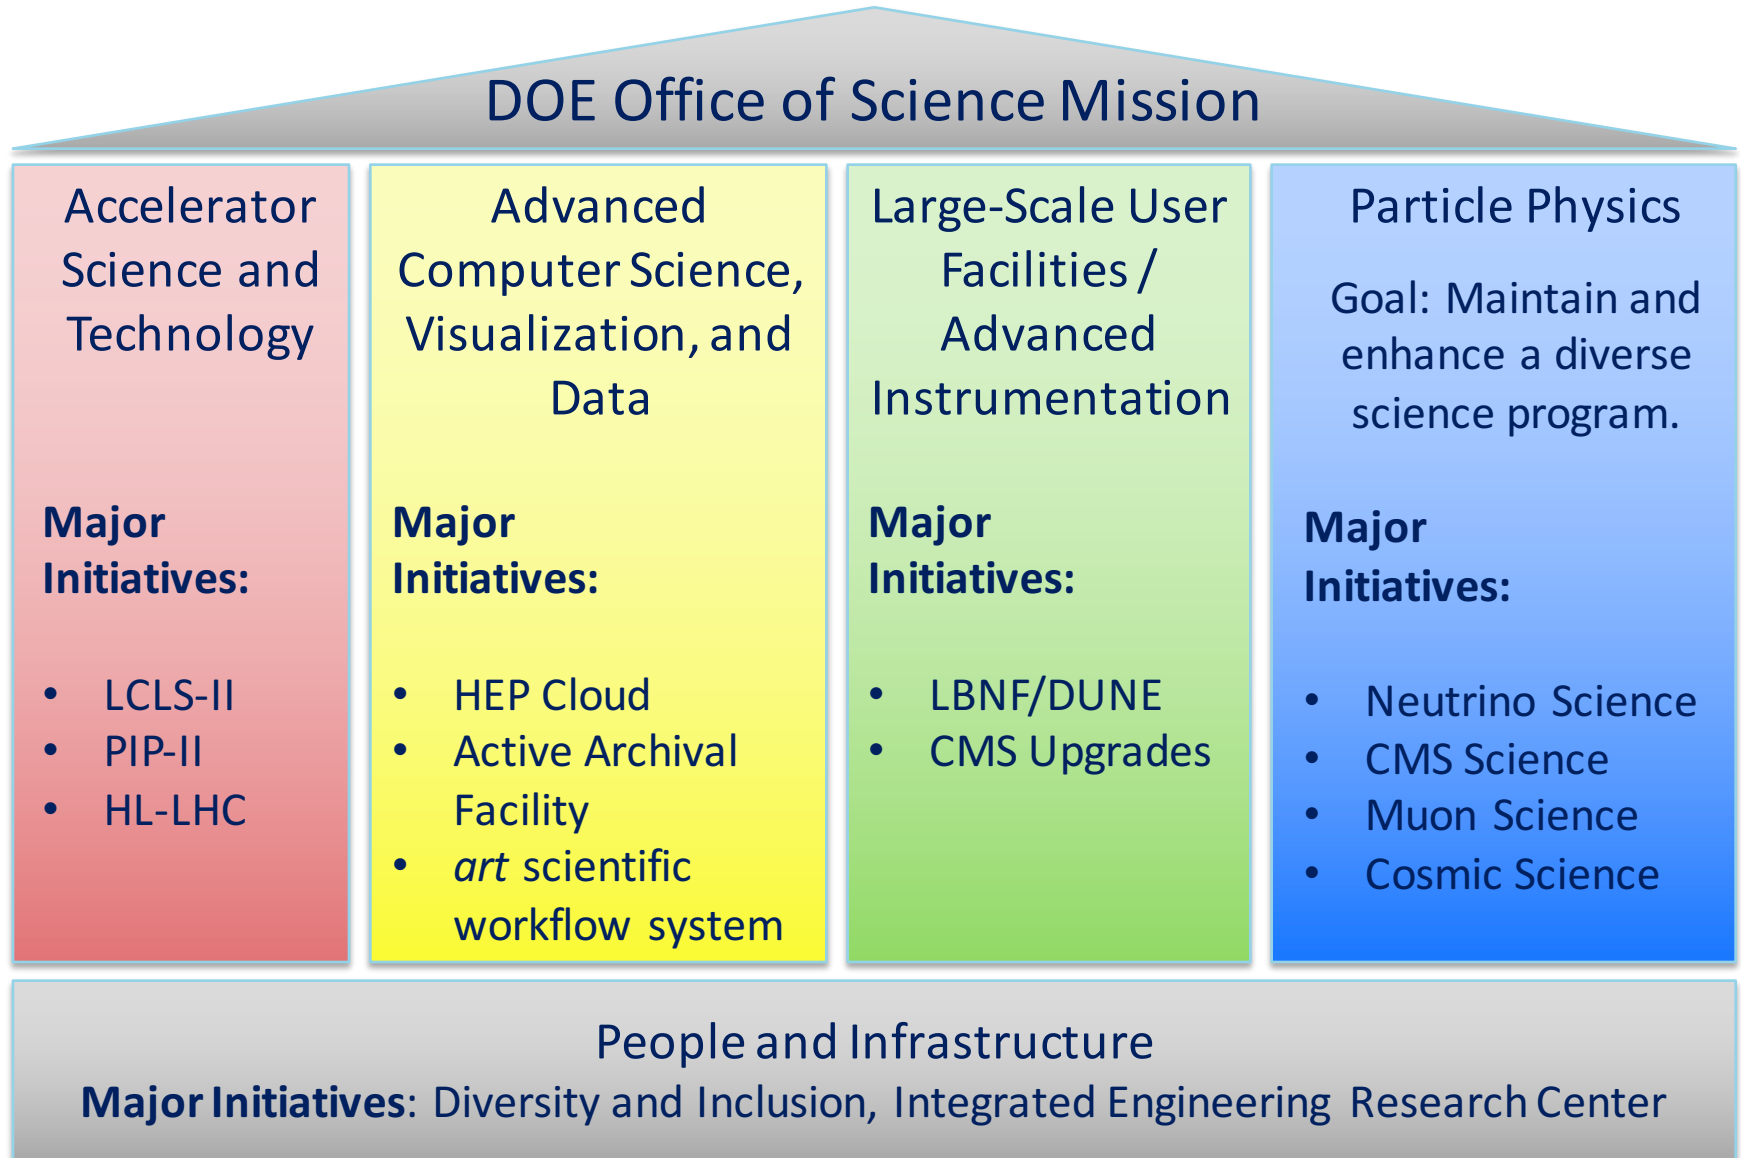 DOE Office of Science Mission
Accelerator
Science and
Technology
Major
Initiatives:
• LCLS-II
• PIP-II
• HL-LHC
Advanced
Computer Science,
Visualization, and
Data
Major
Initiatives:
• HEP Cloud
• Active Archival
Facility
• art scientific
workflow system
Large-Scale User
Facilities /
Advanced
Instrumentation
Major
Initiatives:
• LBNF/DUNE
• CMS Upgrades
Particle Physics
Goal: Maintain and
enhance a diverse
science program.
Major
Initiatives:
• Neutrino Science
• CMS Science
• Muon Science
• Cosmic Science
People and Infrastructure
Major Initiatives: Diversity and Inclusion, Integrated Engineering Research Center